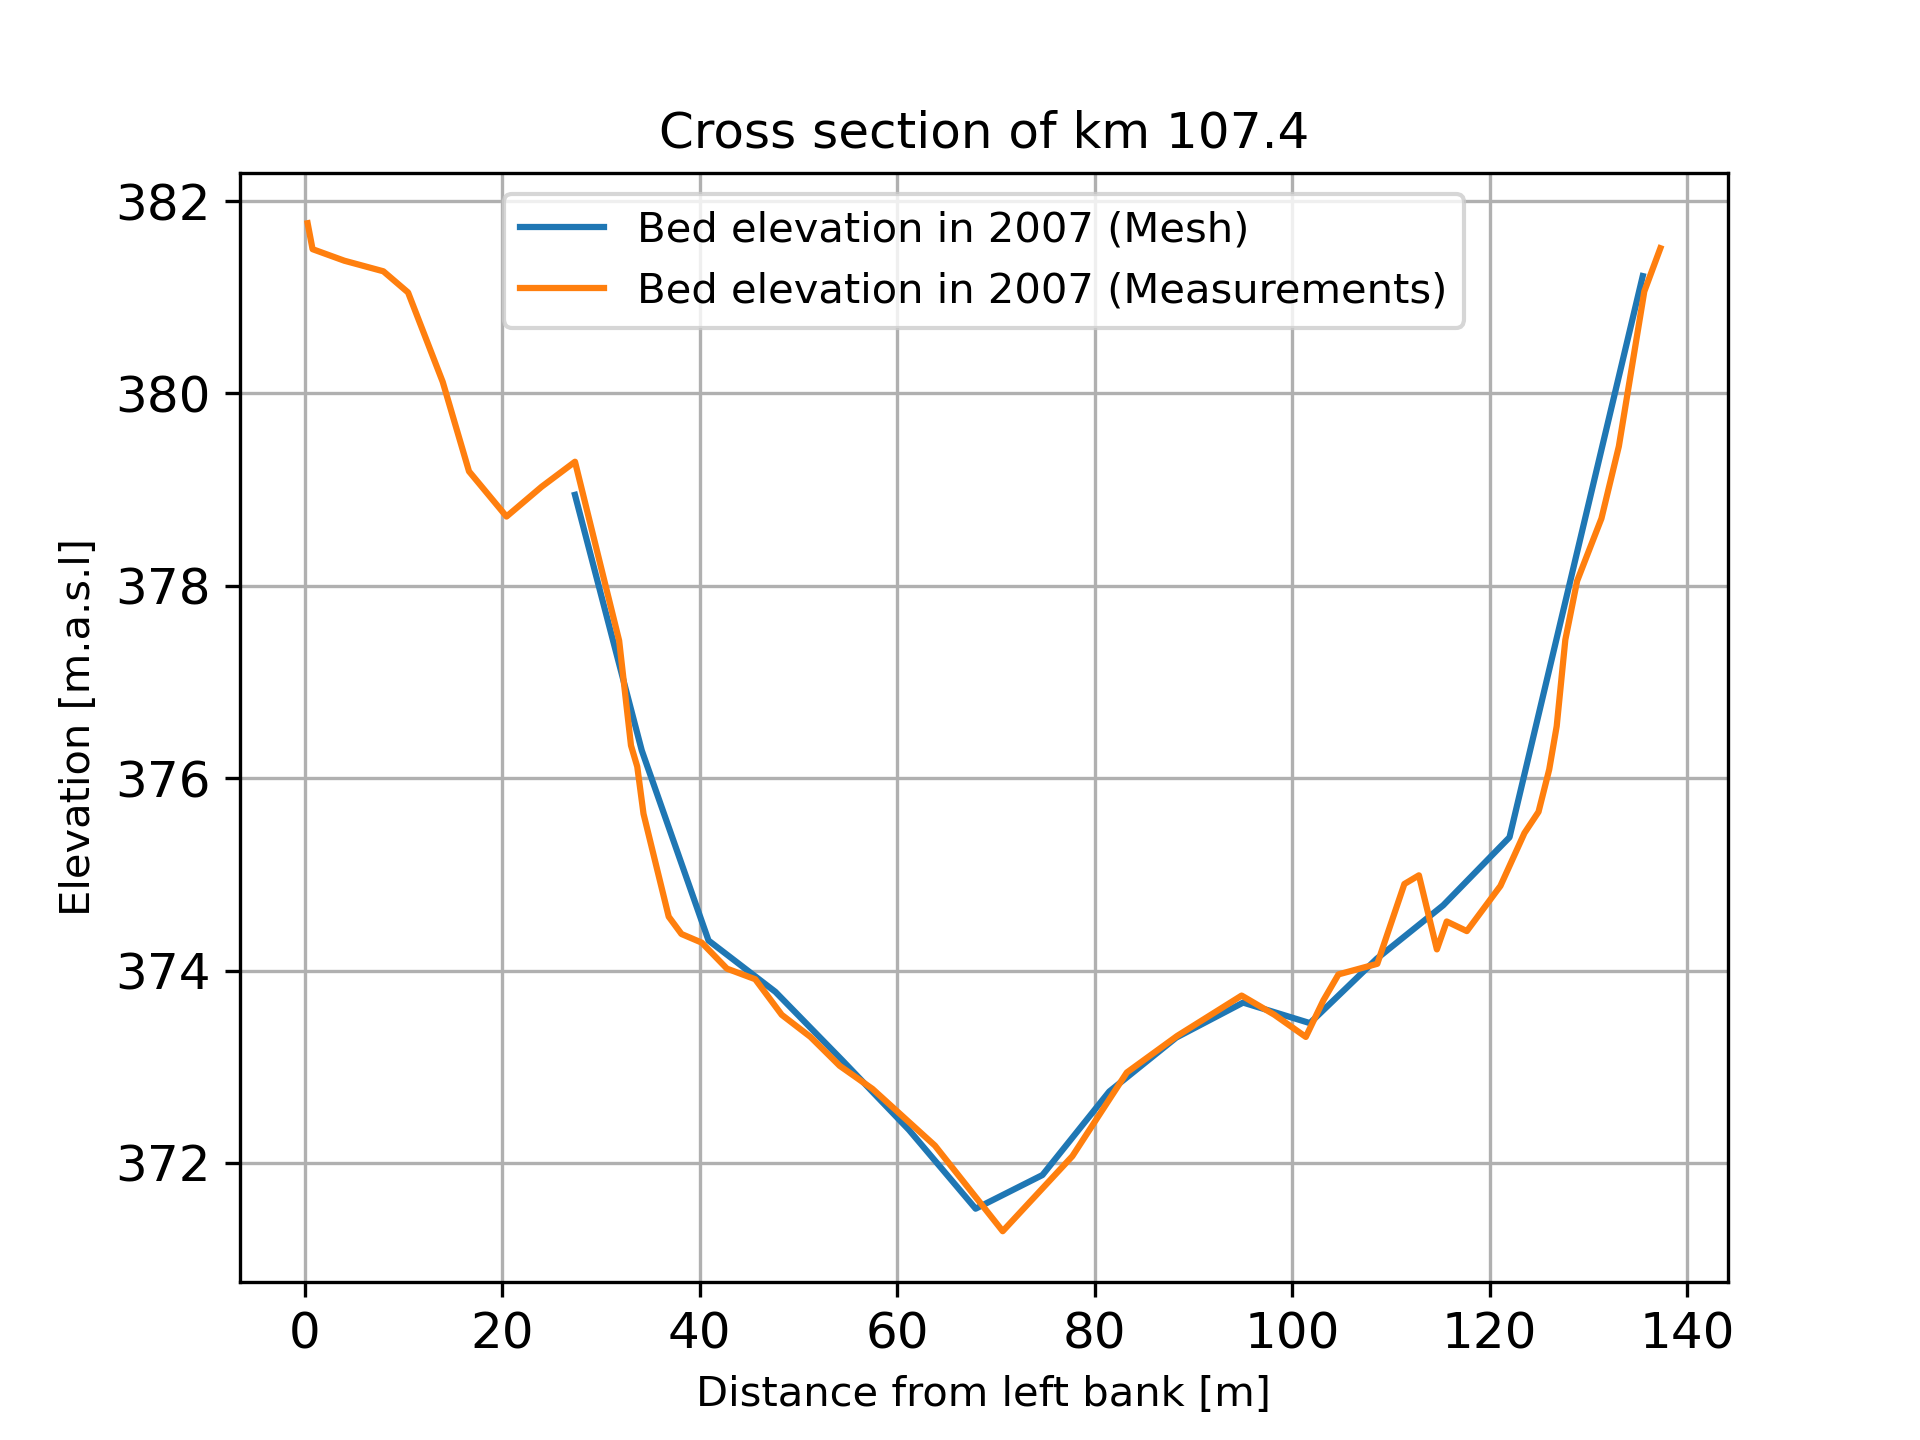 Cross section of km 107.4
Bed elevation in 2007 (Mesh)
Bed elevation in 2007 (Measurements)
Elevation [m.a.s.l]
382
380
378
376
374
372
0 20 40 60 80 100 120 140
Distance from left bank [m]